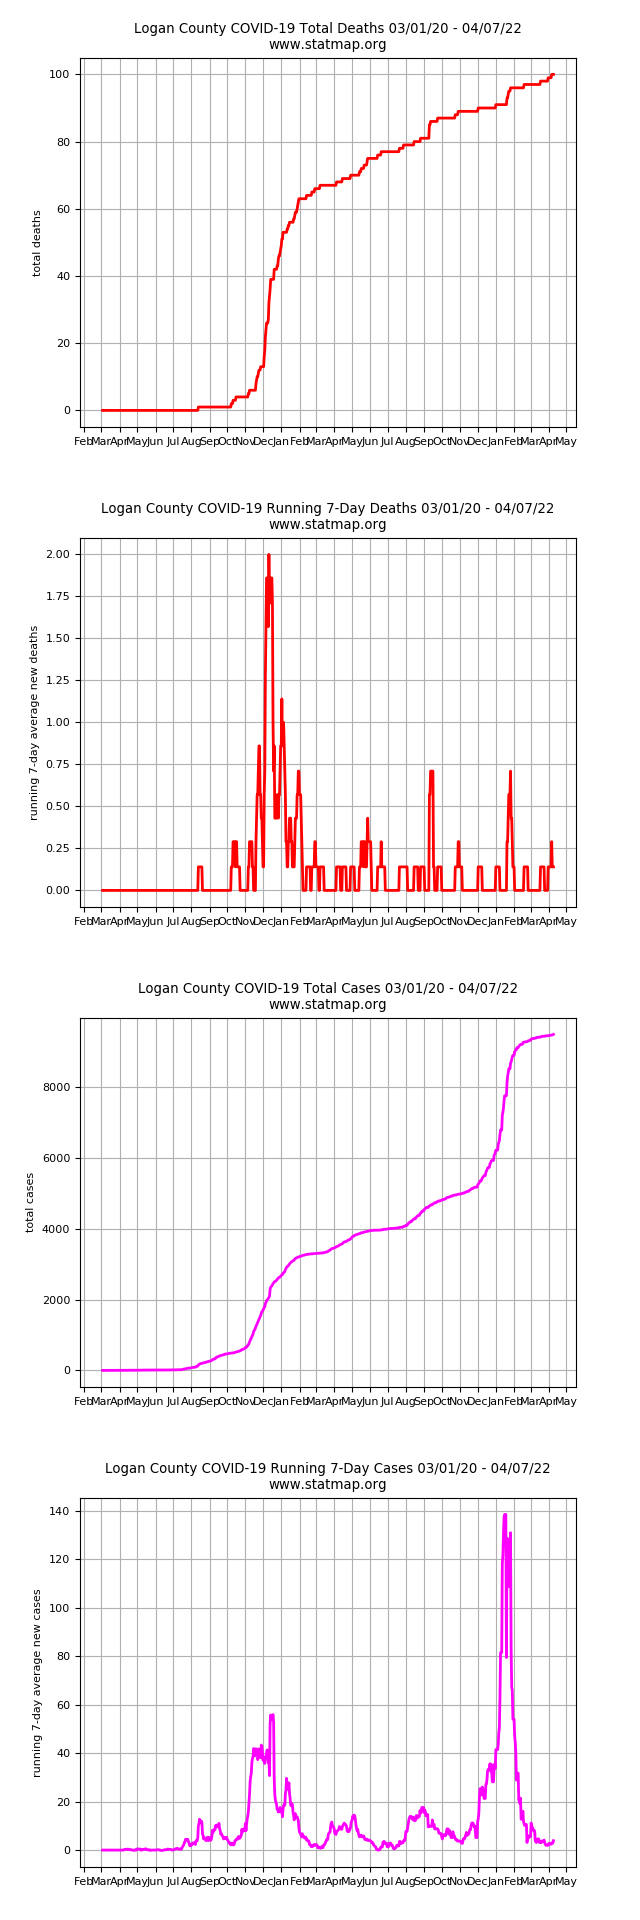 Logan County COVID-19 Total Deaths 03/01/20 - 04/07/22
www.statmap.org
100
80
60
40
20
0
total deaths
Feb Mar Apr May Jun Jul Aug Sep Oct Nov Dec Jan Feb Mar Apr May Jun Jul Aug Sep Oct Nov Dec Jan Feb Mar Apr May
Logan County COVID-19 Running 7-Day Deaths 03/01/20 - 04/07/22
www.statmap.org
2.00
1.75
1.50
1.25
1.00
0.75
0.50
0.25
0.00
running 7-day average new deaths
Feb Mar Apr May Jun Jul Aug Sep Oct Nov Dec Jan Feb Mar Apr May Jun Jul Aug Sep Oct Nov Dec Jan Feb Mar Apr May
Logan County COVID-19 Total Cases 03/01/20 - 04/07/22
www.statmap.org
8000
6000
4000
2000
0
total cases
Feb Mar Apr May Jun Jul Aug Sep Oct Nov Dec Jan Feb Mar Apr May Jun Jul Aug Sep Oct Nov Dec Jan Feb Mar Apr May
Logan County COVID-19 Running 7-Day Cases 03/01/20 - 04/07/22
www.statmap.org
140
120
100
80
60
40
20
0
running 7-day average new cases
Feb Mar Apr May Jun Jul Aug Sep Oct Nov Dec Jan Feb Mar Apr May Jun Jul Aug Sep Oct Nov Dec Jan Feb Mar Apr May